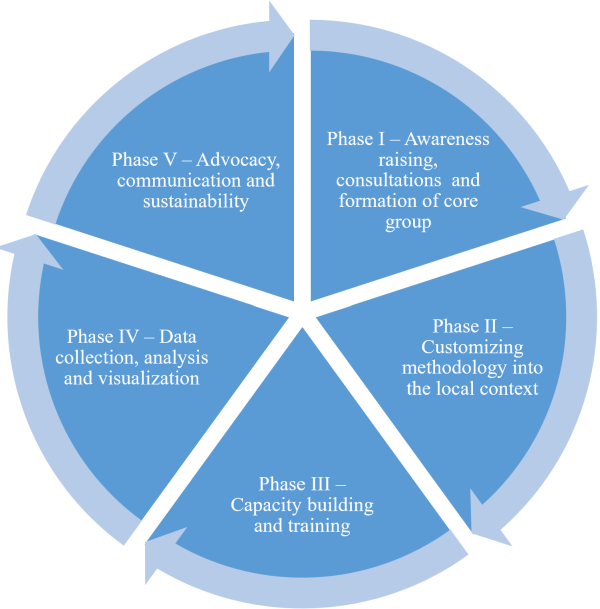 Phase I – Awareness
raising,
consultations and
formation of core
group
Phase II –
Customizing
methodology into
the local context
Phase III –
Capacity building
and training
Phase IV – Data
collection, analysis
and visualization
Phase V – Advocacy,
communication and
sustainability